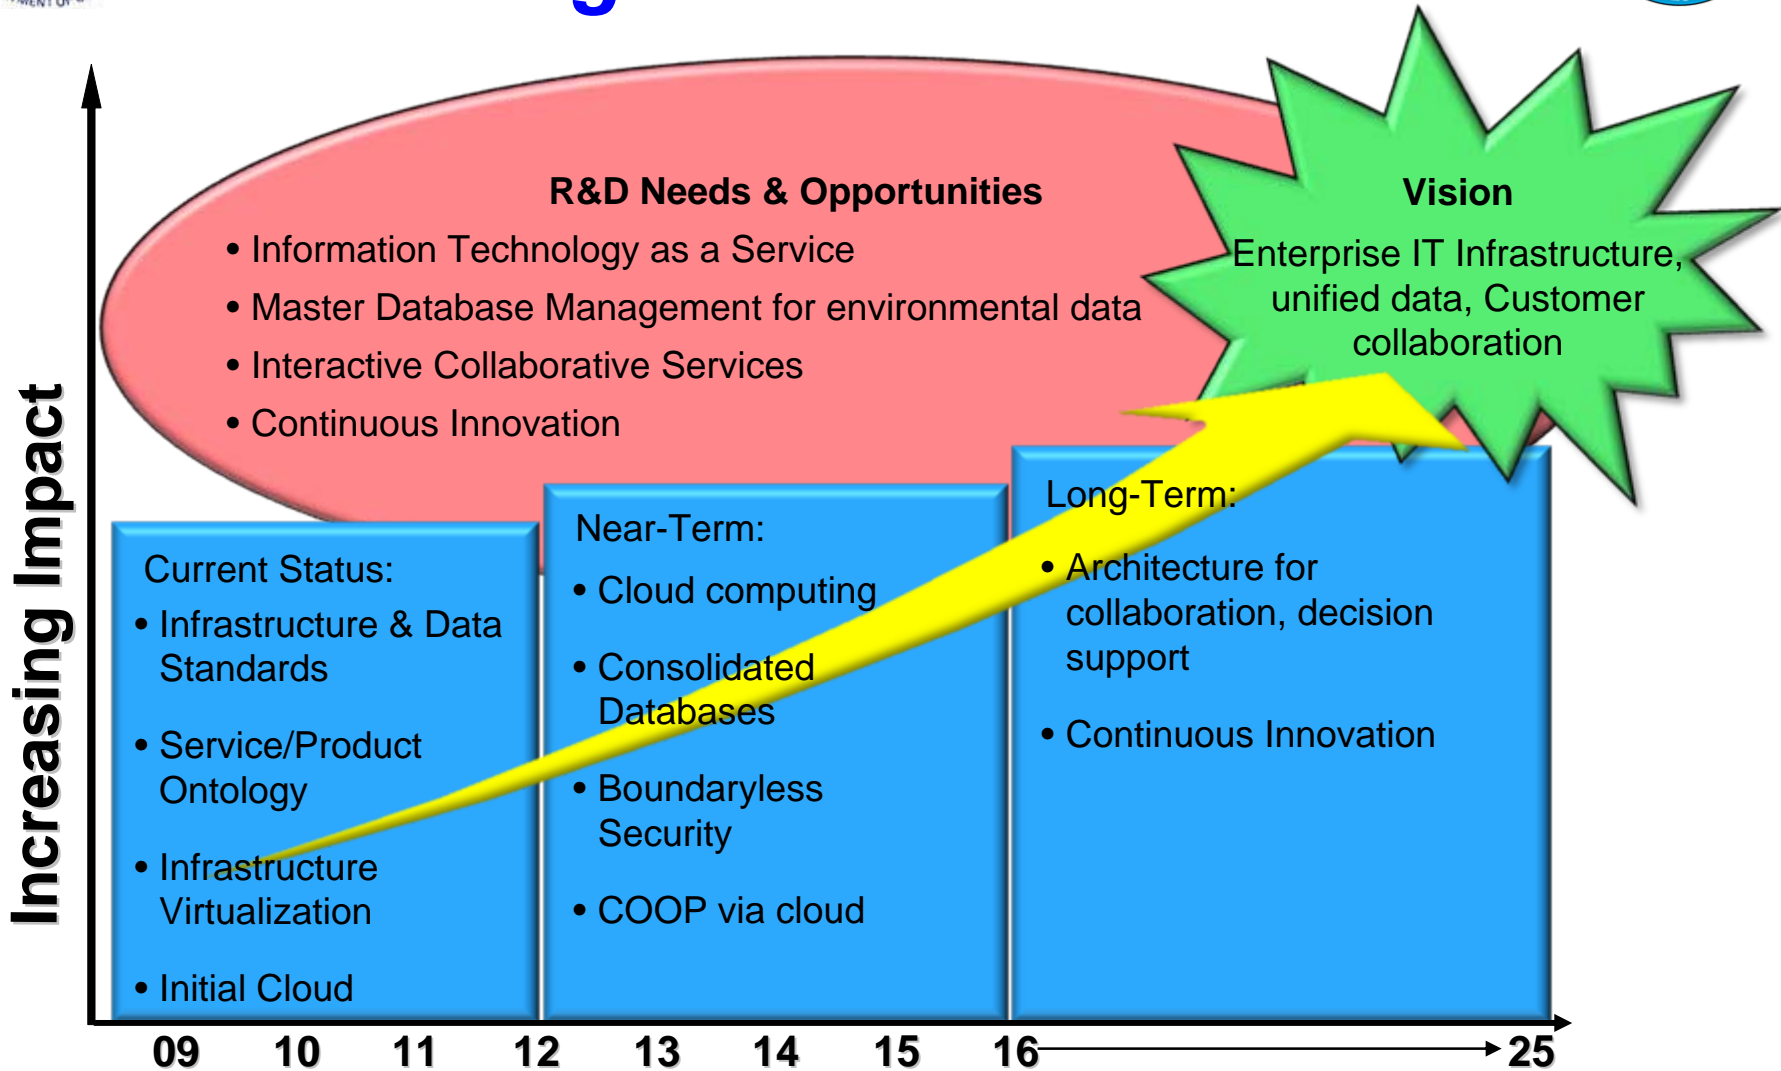 R&D Needs & Opportunities
• Information Technology as a Service
• Master Database Management for environmental data
• Interactive Collaborative Services
• Continuous Innovation
Vision
Enterprise IT Infrastructure,
unified data, Customer
collaboration
Increasing Impact
Current Status:
• Infrastructure & Data
Standards
• Service/Product
Ontology
• Infrastructure
Virtualization
• Initial Cloud
Near-Term:
• Cloud computing
• Consolidated
Databases
• Boundaryless
Security
• COOP via cloud
Long-Term:
• Architecture for
collaboration, decision
support
• Continuous Innovation
09 10 11 12 13 14 15 16 25